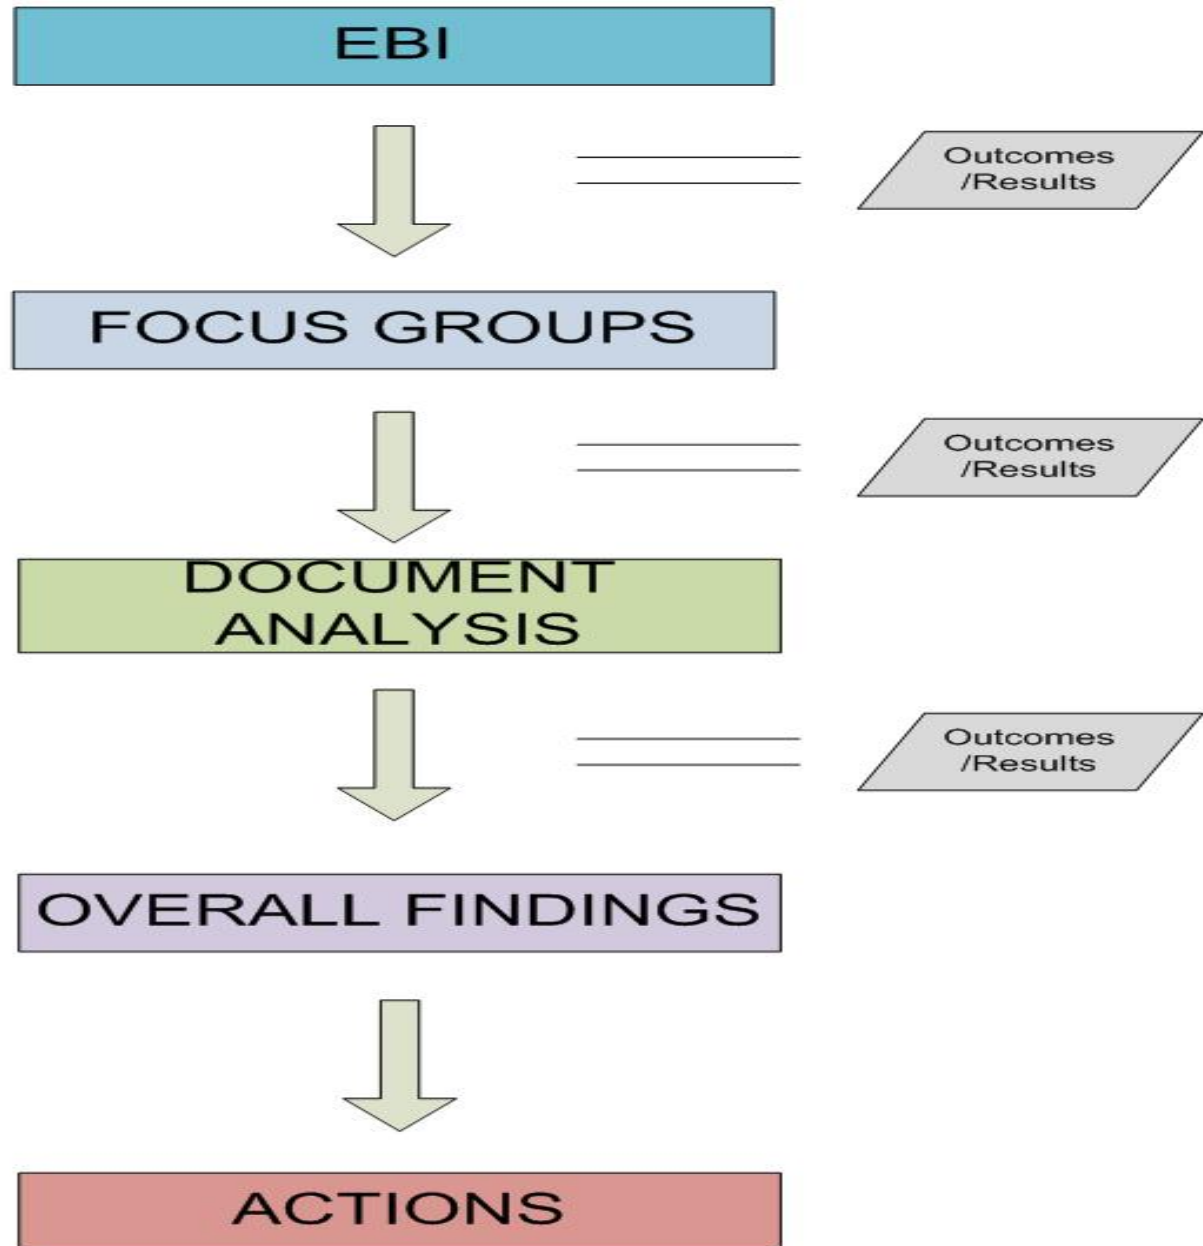 EBI
Outcomes
/Results
FOCUS GROUPS
Outcomes
/Results
DOCUMENT
ANALYSIS
Outcomes
/Results
OVERALL FINDINGS
ACTIONS